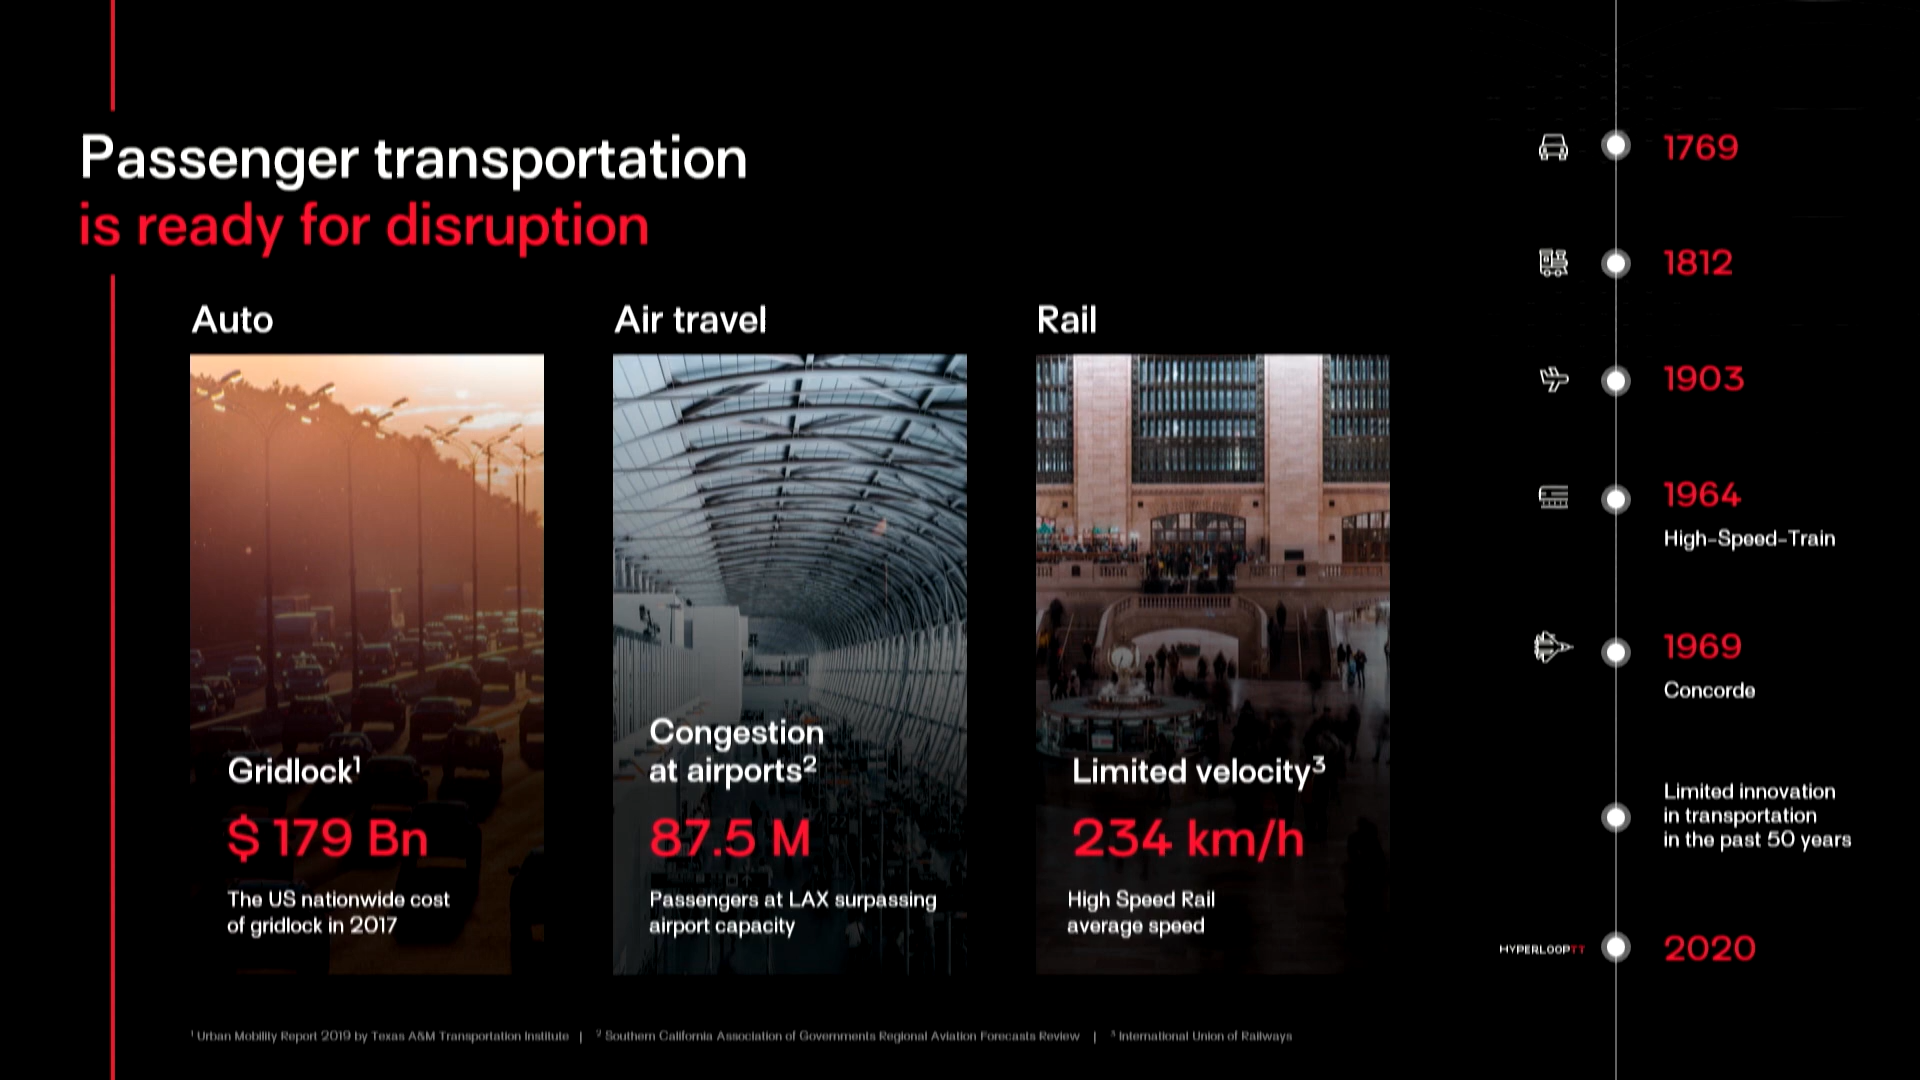 Passenger transportation
is ready for disruption
Auto
Gridlock¹
$ 179 Bn
The US nationwide cost
of gridlock in 2017
Air travel
Congestion
at airports²
87.5 M
Passengers at LAX surpassing
airport capacity
Rail
Limited velocity³
234 km/h
High Speed Rail
average speed
1769
1812
1903
1964
High-Speed-Train
1969
Concorde
Limited innovation
in transportation
in the past 50 years
HYPERLOOPTT
2020
¹ Urban Mobility Report 2019 by Texas A&M Transportation Institute | ² Southern California Association of Governments Regional Aviation Forecasts Review | ³ International Union of Railways